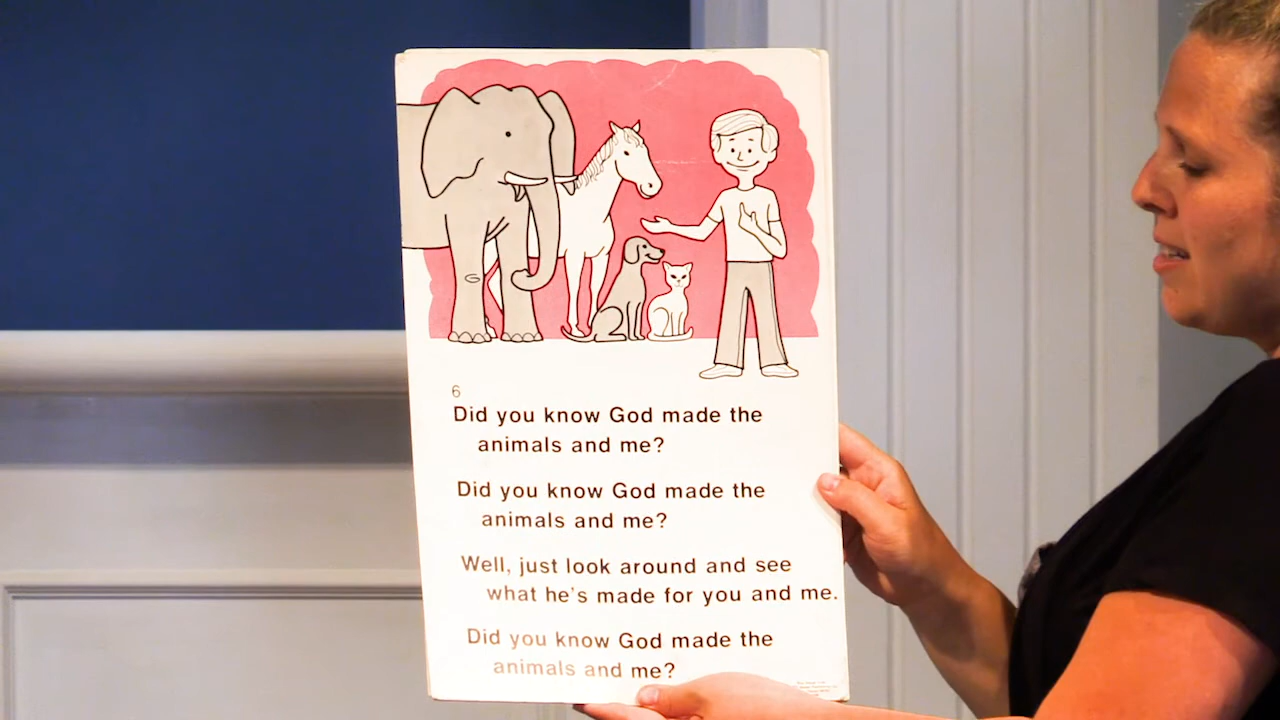 6
Did you know God made the
animals and me?
Did you know God made the
animals and me?
Well, just look around and see
what he's made for you and me.
Did you know God made the
animals and me?